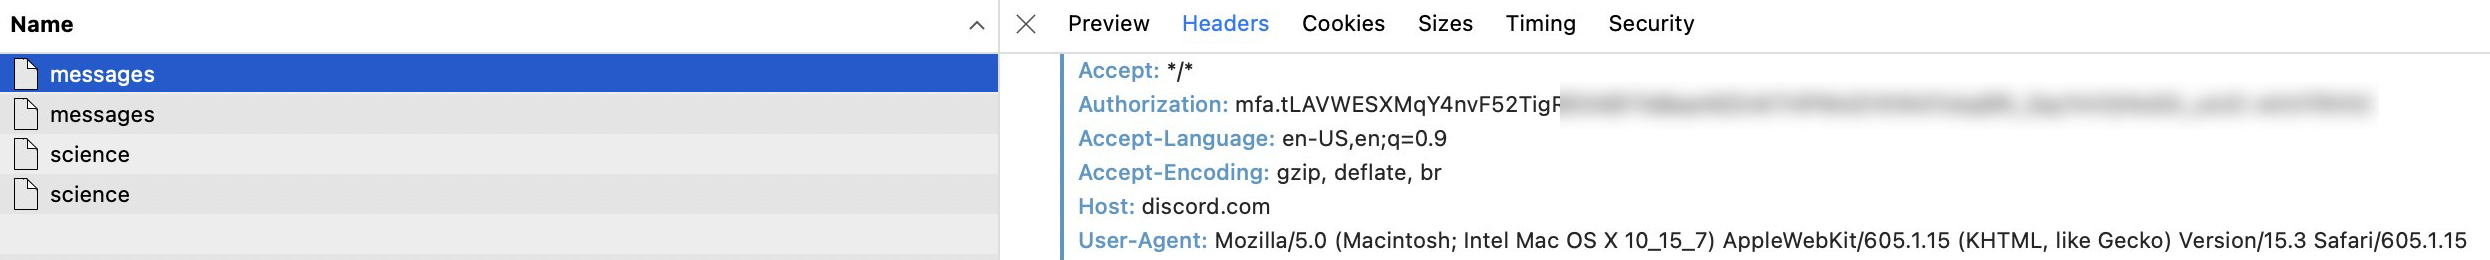 Name
messages
messages
science
science
Preview Headers Cookies Sizes Timing Security
Accept: */*
Authorization: mfa.tLAVWESXMqY4nvF52TigR
Accept-Language: en-US,en;q=0.9
Accept-Encoding: gzip, deflate, br
Host: discord.com
User-Agent: Mozilla/5.0 (Macintosh; Intel Mac OS X 10_15_7) AppleWebKit/605.1.15 (KHTML, like Gecko) Version/15.3 Safari/605.1.15